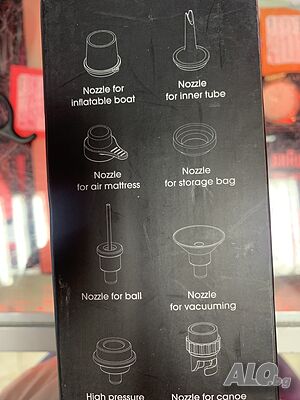 Nozzle for
inflatable boat
Nozzle
for inner tube
Nozzle
for air mattress
Nozzle
for storage bag
Nozzle for ball
Nozzle
for vacuuming
High pressure
Nozzle for canoe
ALO.bg